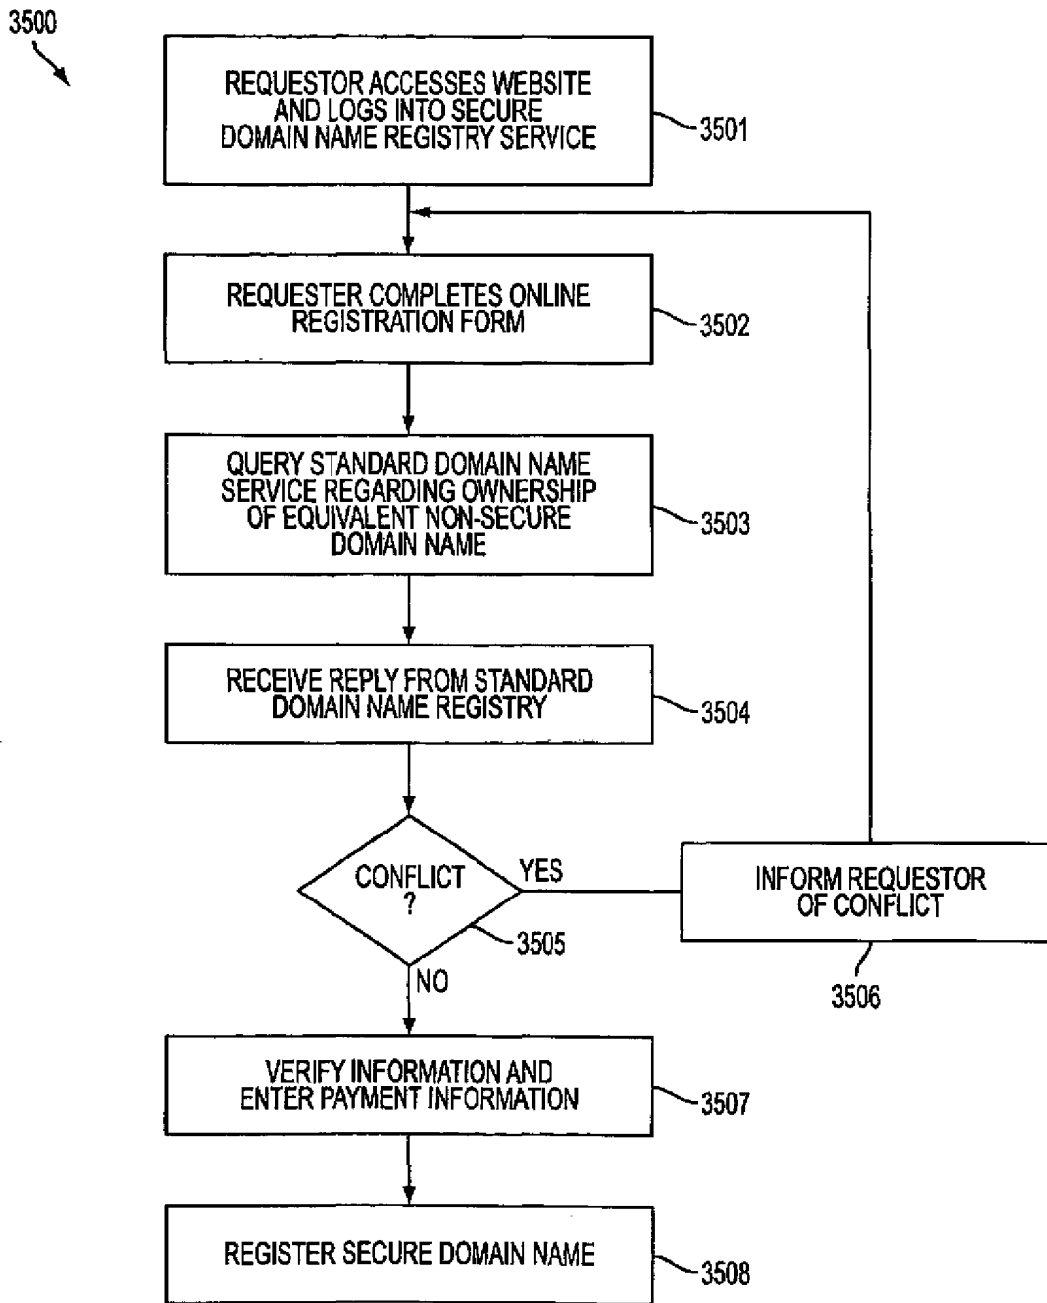 3500
REQUESTOR ACCESSES WEBSITE
AND LOGS INTO SECURE
DOMAIN NAME REGISTRY SERVICE
3501
REQUESTER COMPLETES ONLINE
REGISTRATION FORM
3502
QUERY STANDARD DOMAIN NAME
SERVICE REGARDING OWNERSHIP
OF EQUIVALENT NON-SECURE
DOMAIN NAME
3503
RECEIVE REPLY FROM STANDARD
DOMAIN NAME REGISTRY
3504
CONFLICT
?
YES
3505
NO
INFORM REQUESTOR
OF CONFLICT
3506
VERIFY INFORMATION AND
ENTER PAYMENT INFORMATION
3507
REGISTER SECURE DOMAIN NAME
3508